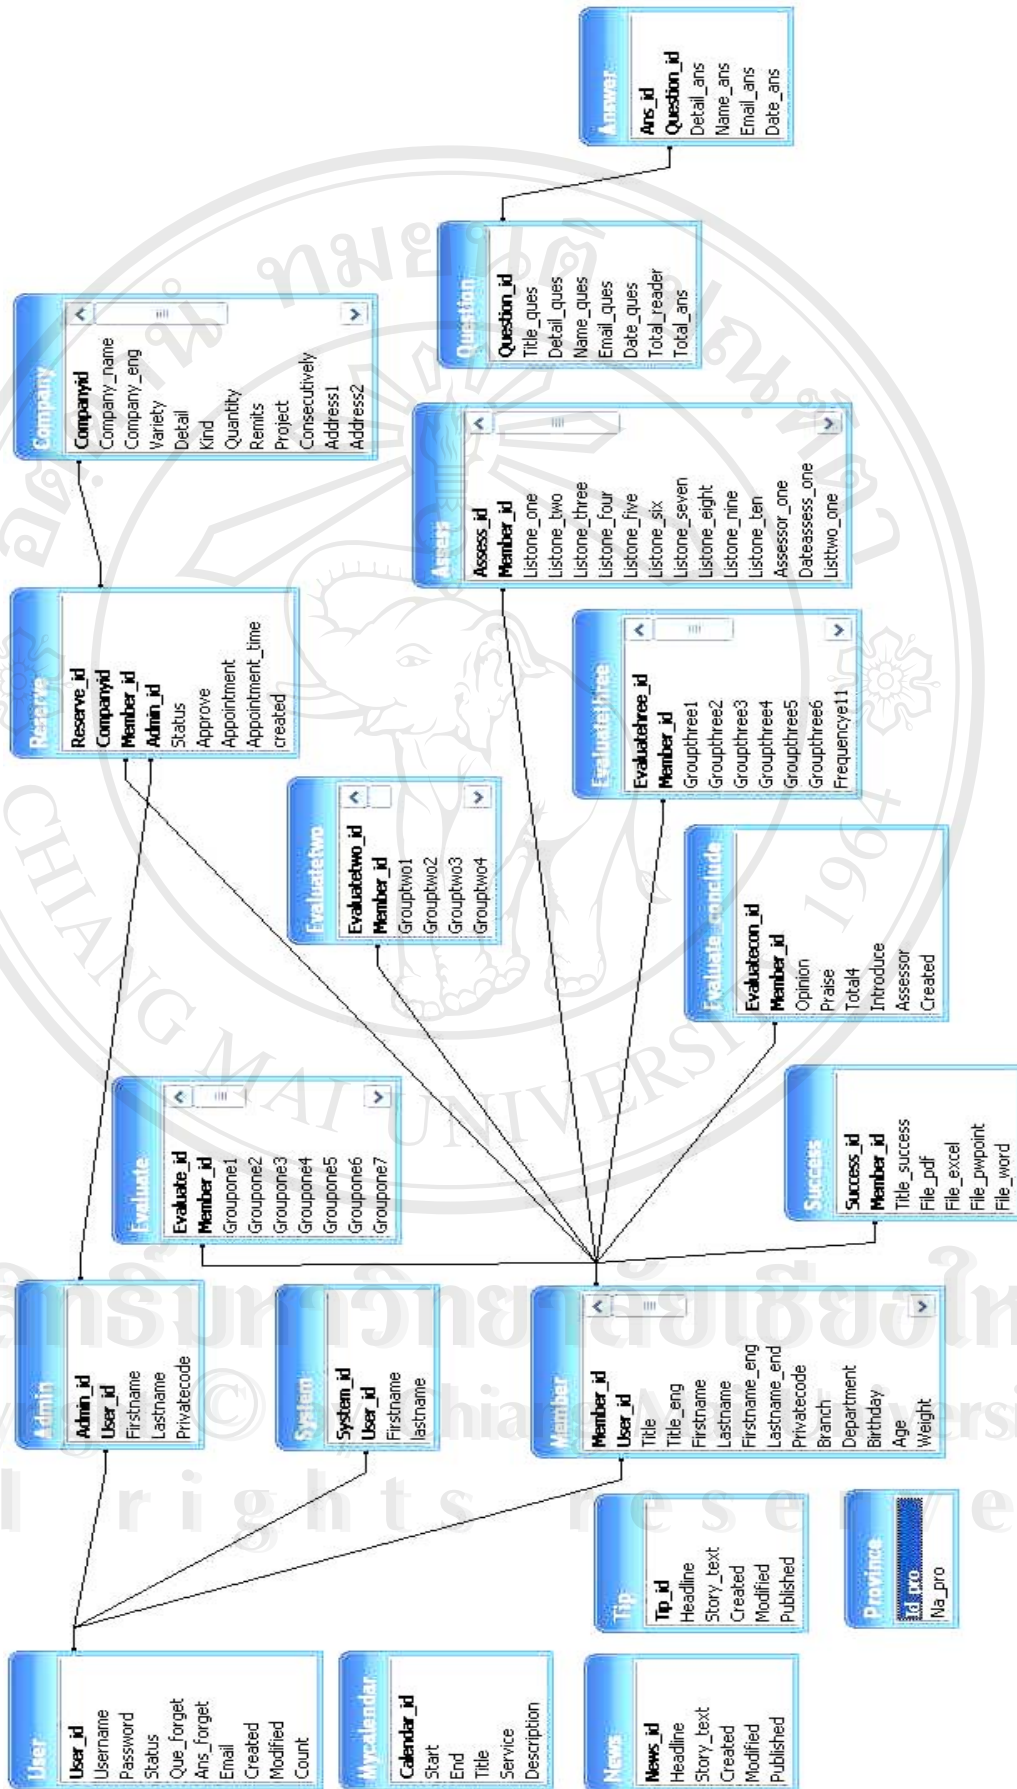 User
User_id
Username
Password
Status
Que_forget
Ans_forget
Email
Created
Modified
Count
Mycalendar
Calendar_id
Start
End
Title
Service
Description
News
News_id
Headline
Story_text
Created
Modified
Published
Tip
Tip_id
Headline
Story_text
Created
Modified
Published
Province
Id_pro
Na_pro
Admin
Admin_id
User_id
Firstname
Lastname
Privatecode
System
System_id
User_id
Firstname
lastname
Member
Member_id
User_id
Title
Title_eng
Firstname
Lastname
Firstname_eng
Lastname_end
Privatecode
Branch
Department
Birthday
Age
Weight
Evaluate
Evaluate_id
Member_id
Groupone1
Groupone2
Groupone3
Groupone4
Groupone5
Groupone6
Groupone7
Success
Success_id
Member_id
Title_success
File_pdf
File_excel
File_pwpoint
File_word
Evaluatetwo
Evaluatetwo_id
Member_id
Grouptwo1
Grouptwo2
Grouptwo3
Grouptwo4
Evaluate_conclude
Evaluatecon_id
Member_id
Opinion
Praise
Total4
Introduce
Assessor
Created
Reserve
Reserve_id
Companyid
Member_id
Admin_id
Status
Approve
Appointment
Appointment_time
created
Evaluatethree
Evaluatehree_id
Member_id
Groupthree1
Groupthree2
Groupthree3
Groupthree4
Groupthree5
Groupthree6
Frequencye11
Company
Companyid
Company_name
Company_eng
Variety
Detail
Kind
Quantity
Remits
Project
Consecutively
Address1
Address2
Assess
Assess_id
Member_id
Listone_one
Listone_two
Listone_three
Listone_four
Listone_five
Listone_six
Listone_seven
Listone_eight
Listone_nine
Listone_ten
Assessor_one
Dateassess_one
Listtwo_one
Question
Question_id
Title_ques
Detail_ques
Name_ques
Email_ques
Date_ques
Total_reader
Total_ans
Answer
Ans_id
Question_id
Detail_ans
Name_ans
Email_ans
Date_ans
CHIANG MAI UNIVERSITY 1964
rights reserve